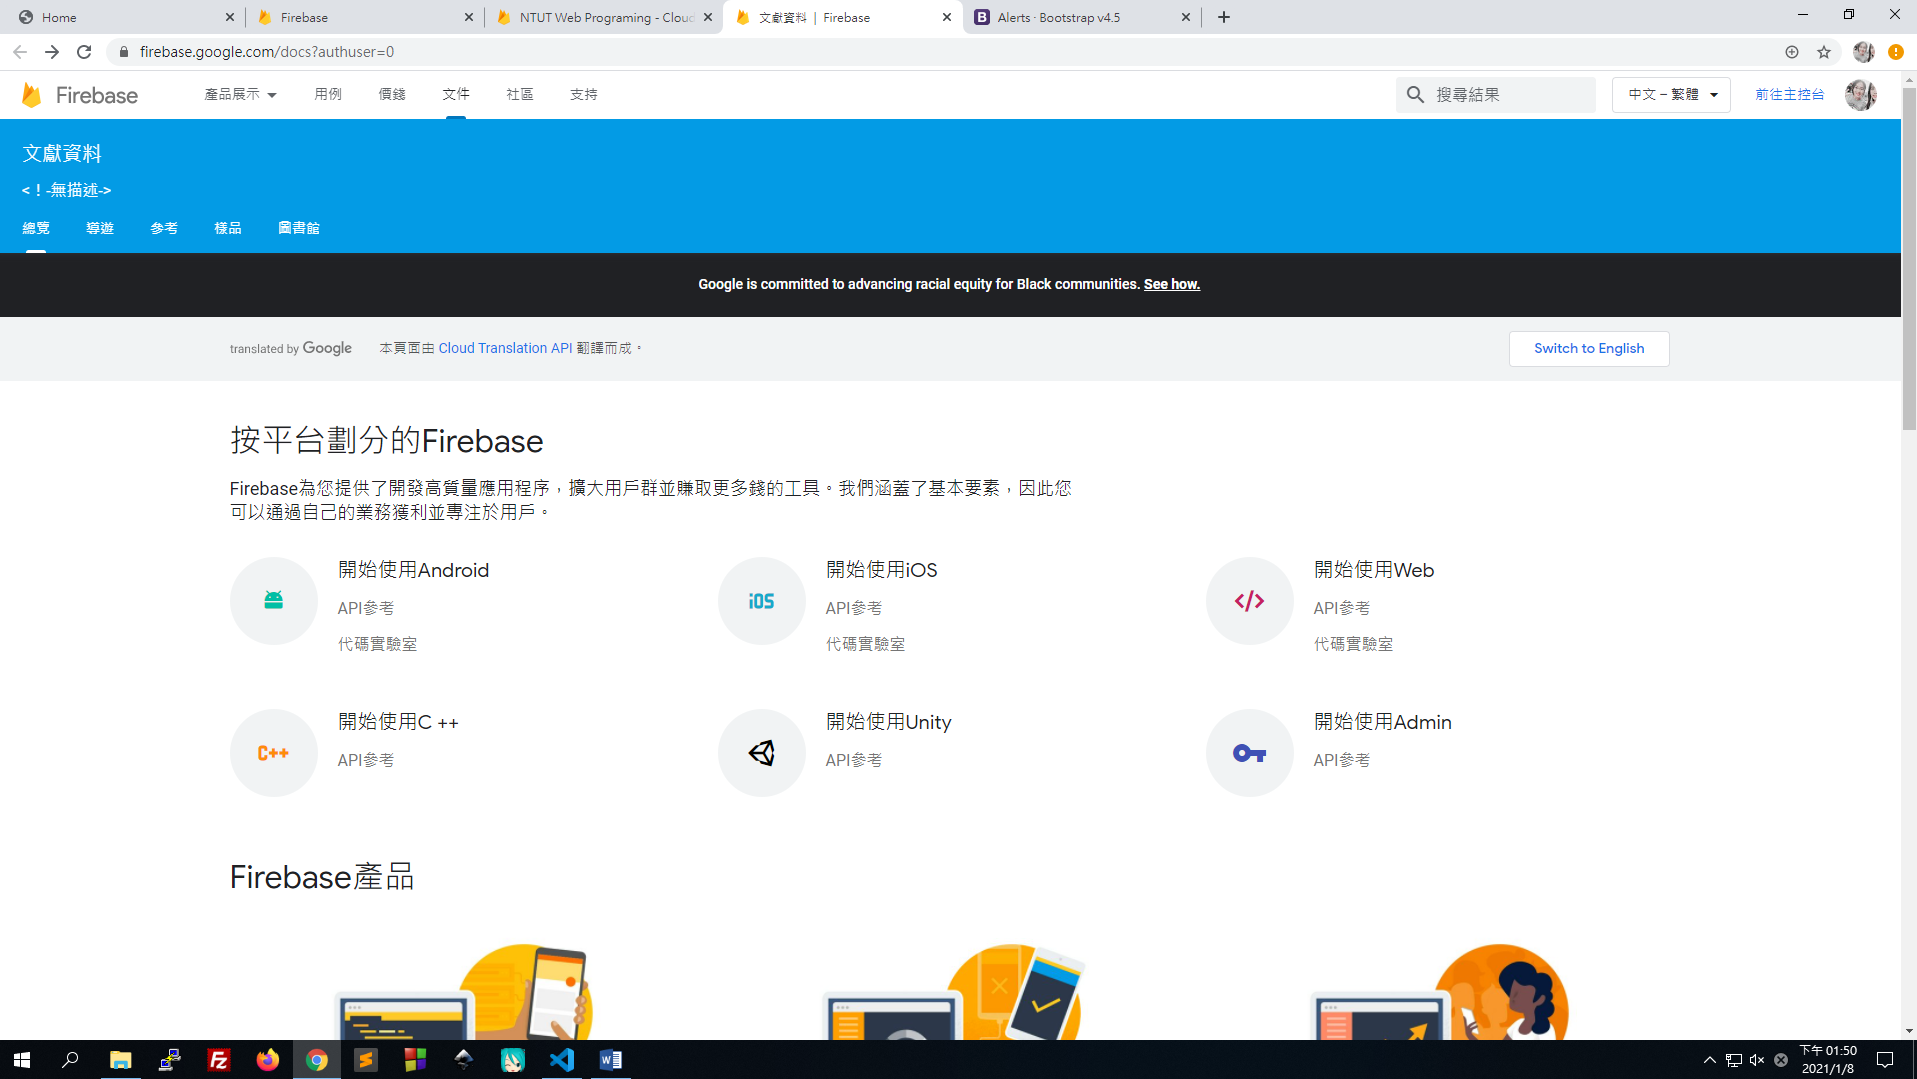 Home
Firebase
NTUT Web Programing - Cloud
文獻資料 | Firebase
Alerts · Bootstrap v4.5
firebase.google.com/docs?authuser=0
Firebase
產品展示
用例
價錢
文件
社區
支持
搜尋結果
中文 – 繁體
前往主控台
文獻資料
<！-無描述->
總覽
導遊
參考
樣品
圖書館
Google is committed to advancing racial equity for Black communities. See how.
translated by Google
本頁面由 Cloud Translation API 翻譯而成。
Switch to English
按平台劃分的Firebase
Firebase為您提供了開發高質量應用程序，擴大用戶群並賺取更多錢的工具。我們涵蓋了基本要素，因此您
可以通過自己的業務獲利並專注於用戶。
開始使用Android
API參考
代碼實驗室
iOS
開始使用iOS
API參考
代碼實驗室
</>
開始使用Web
API參考
代碼實驗室
C++
開始使用C ++
API參考
開始使用Unity
API參考
開始使用Admin
API參考
Firebase產品
下午 01:50
2021/1/8